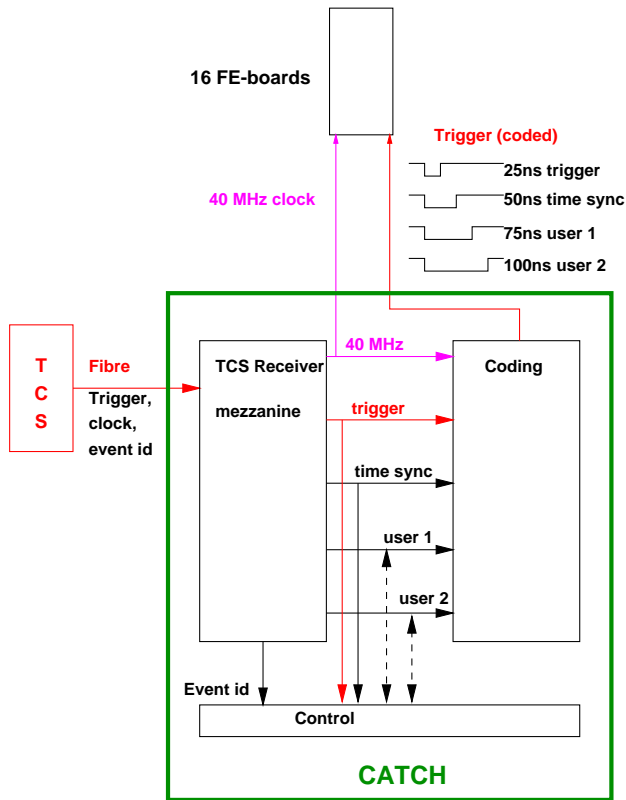 16 FE-boards
Trigger (coded)
25ns trigger
50ns time sync
75ns user 1
100ns user 2
40 MHz clock
T
C
S
Fibre
Trigger,
clock,
event id
TCS Receiver
mezzanine
40 MHz
Coding
trigger
time sync
user 1
user 2
Event id
Control
CATCH